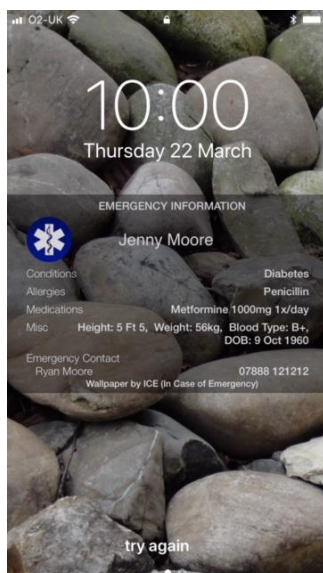 O2-UK
10:00
Thursday 22 March
EMERGENCY INFORMATION
Jenny Moore
Conditions Diabetes
Allergies Penicillin
Medications Metformine 1000mg 1x/day
Misc Height: 5 Ft 5, Weight: 56kg, Blood Type: B+,
DOB: 9 Oct 1960
Emergency Contact
Ryan Moore 07888 121212
Wallpaper by ICE (In Case of Emergency)
try again